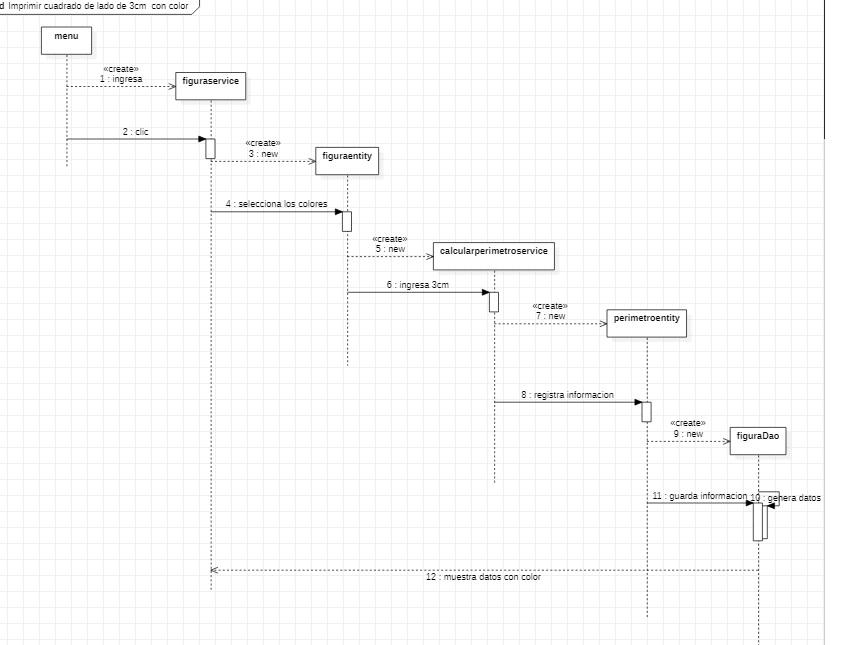 d Imprimir cuadrado de lado de 3cm con color
menu
«create»
1 : ingresa
figuraservice
2 : clic
«create»
3 : new
figuraentity
4 : selecciona los colores
«create»
5 : new
calcularperimetroservice
6 : ingresa 3cm
«create»
7 : new
perimetroentity
8 : registra informacion
«create»
9 : new
figuraDao
11 : guarda informacion
10 : genera datos
12 : muestra datos con color